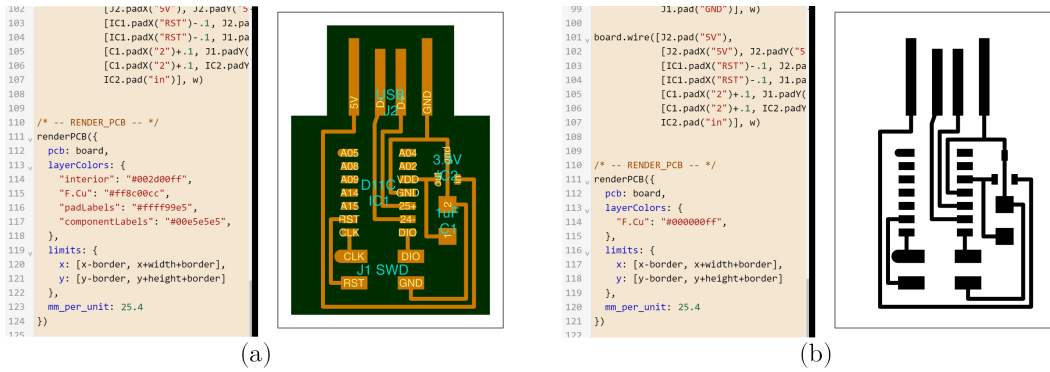 102 [J2.padX("5V"), J2.padY("5
103 [IC1.padX("RST")-.1, J2.pa
104 [IC1.padX("RST")-.1, J1.pa
105 [C1.padX("2")+.1, J1.padY(
106 [C1.padX("2")+.1, IC2.padY
107 IC2.pad("in")], w)
108
109
110 /* -- RENDER_PCB -- */
111 renderPCB({
112 pcb: board,
113 layerColors: {
114 "interior": "#002d00ff",
115 "F.Cu": "#ff8c00cc",
116 "padLabels": "#ffff99e5",
117 "componentLabels": "#00e5e5e5",
118 },
119 limits: {
120 x: [x-border, x+width+border],
121 y: [y-border, y+height+border]
122 },
123 mm_per_unit: 25.4
124 })
125
5V
D-
D+
GND
USB
J2
A05
A08
A09
A14
A15
RST
CLK
A04
A02
VDD
GND
25+
24-
DIO
D11C
IC1
3.3V
IC2
gnd
out
in
1uF
C1
2
1
CLK
DIO
J1 SWD
RST
GND
(a)
99 J1.pad("GND")], w)
100
101 board.wire([J2.pad("5V"),
102 [J2.padX("5V"), J2.padY("5
103 [IC1.padX("RST")-.1, J2.pa
104 [IC1.padX("RST")-.1, J1.pa
105 [C1.padX("2")+.1, J1.padY(
106 [C1.padX("2")+.1, IC2.padY
107 IC2.pad("in")], w)
108
109
110 /* -- RENDER_PCB -- */
111 renderPCB({
112 pcb: board,
113 layerColors: {
114 "F.Cu": "#000000ff",
115 },
116 limits: {
117 x: [x-border, x+width+border],
118 y: [y-border, y+height+border]
119 },
120 mm_per_unit: 25.4
121 })
122
(b)